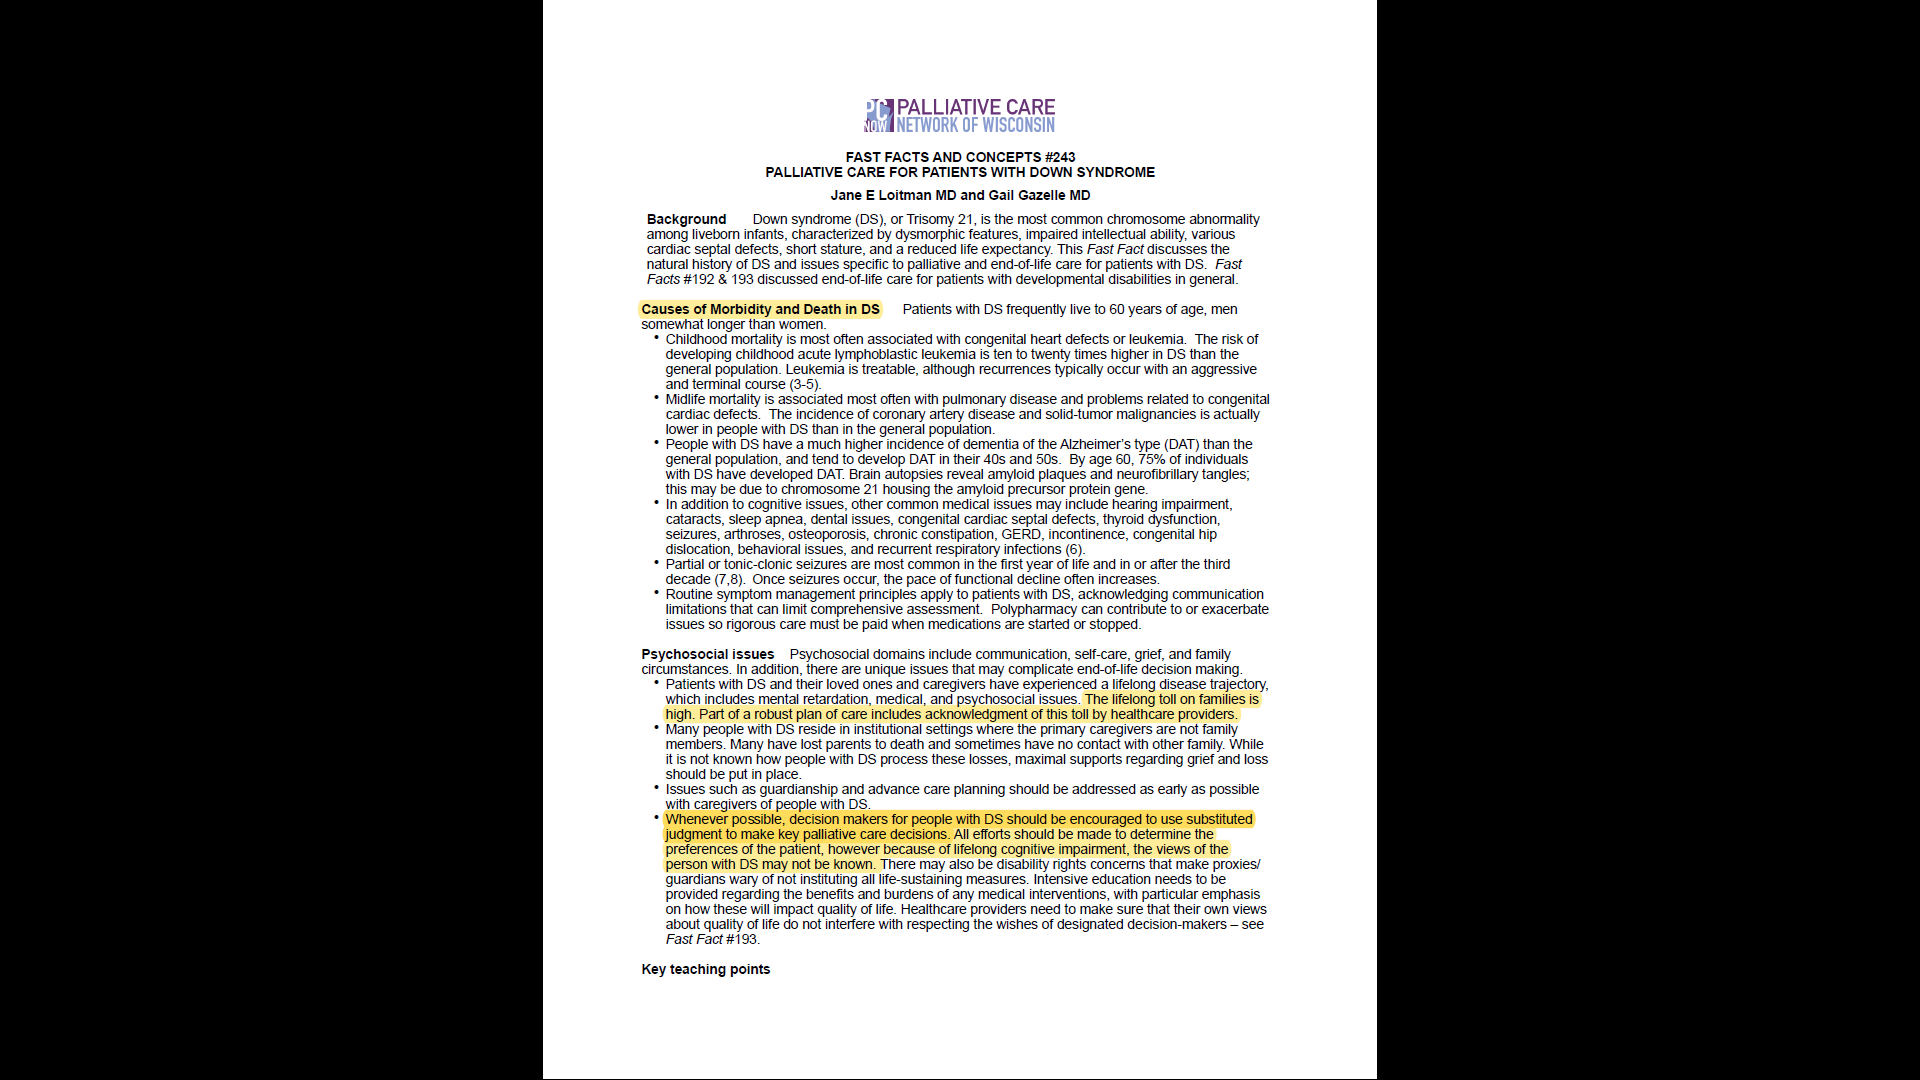 PC NOW PALLIATIVE CARE
NETWORK OF WISCONSIN
FAST FACTS AND CONCEPTS #243
PALLIATIVE CARE FOR PATIENTS WITH DOWN SYNDROME
Jane E Loitman MD and Gail Gazelle MD
Background Down syndrome (DS), or Trisomy 21, is the most common chromosome abnormality
among liveborn infants, characterized by dysmorphic features, impaired intellectual ability, various
cardiac septal defects, short stature, and a reduced life expectancy. This Fast Fact discusses the
natural history of DS and issues specific to palliative and end-of-life care for patients with DS. Fast
Facts #192 & 193 discussed end-of-life care for patients with developmental disabilities in general.
Causes of Morbidity and Death in DS Patients with DS frequently live to 60 years of age, men
somewhat longer than women.
• Childhood mortality is most often associated with congenital heart defects or leukemia. The risk of
developing childhood acute lymphoblastic leukemia is ten to twenty times higher in DS than the
general population. Leukemia is treatable, although recurrences typically occur with an aggressive
and terminal course (3-5).
• Midlife mortality is associated most often with pulmonary disease and problems related to congenital
cardiac defects. The incidence of coronary artery disease and solid-tumor malignancies is actually
lower in people with DS than in the general population.
• People with DS have a much higher incidence of dementia of the Alzheimer’s type (DAT) than the
general population, and tend to develop DAT in their 40s and 50s. By age 60, 75% of individuals
with DS have developed DAT. Brain autopsies reveal amyloid plaques and neurofibrillary tangles;
this may be due to chromosome 21 housing the amyloid precursor protein gene.
• In addition to cognitive issues, other common medical issues may include hearing impairment,
cataracts, sleep apnea, dental issues, congenital cardiac septal defects, thyroid dysfunction,
seizures, arthroses, osteoporosis, chronic constipation, GERD, incontinence, congenital hip
dislocation, behavioral issues, and recurrent respiratory infections (6).
• Partial or tonic-clonic seizures are most common in the first year of life and in or after the third
decade (7,8). Once seizures occur, the pace of functional decline often increases.
• Routine symptom management principles apply to patients with DS, acknowledging communication
limitations that can limit comprehensive assessment. Polypharmacy can contribute to or exacerbate
issues so rigorous care must be paid when medications are started or stopped.
Psychosocial issues Psychosocial domains include communication, self-care, grief, and family
circumstances. In addition, there are unique issues that may complicate end-of-life decision making.
• Patients with DS and their loved ones and caregivers have experienced a lifelong disease trajectory,
which includes mental retardation, medical, and psychosocial issues. The lifelong toll on families is
high. Part of a robust plan of care includes acknowledgment of this toll by healthcare providers.
• Many people with DS reside in institutional settings where the primary caregivers are not family
members. Many have lost parents to death and sometimes have no contact with other family. While
it is not known how people with DS process these losses, maximal supports regarding grief and loss
should be put in place.
• Issues such as guardianship and advance care planning should be addressed as early as possible
with caregivers of people with DS.
• Whenever possible, decision makers for people with DS should be encouraged to use substituted
judgment to make key palliative care decisions. All efforts should be made to determine the
preferences of the patient, however because of lifelong cognitive impairment, the views of the
person with DS may not be known. There may also be disability rights concerns that make proxies/
guardians wary of not instituting all life-sustaining measures. Intensive education needs to be
provided regarding the benefits and burdens of any medical interventions, with particular emphasis
on how these will impact quality of life. Healthcare providers need to make sure that their own views
about quality of life do not interfere with respecting the wishes of designated decision-makers – see
Fast Fact #193.
Key teaching points